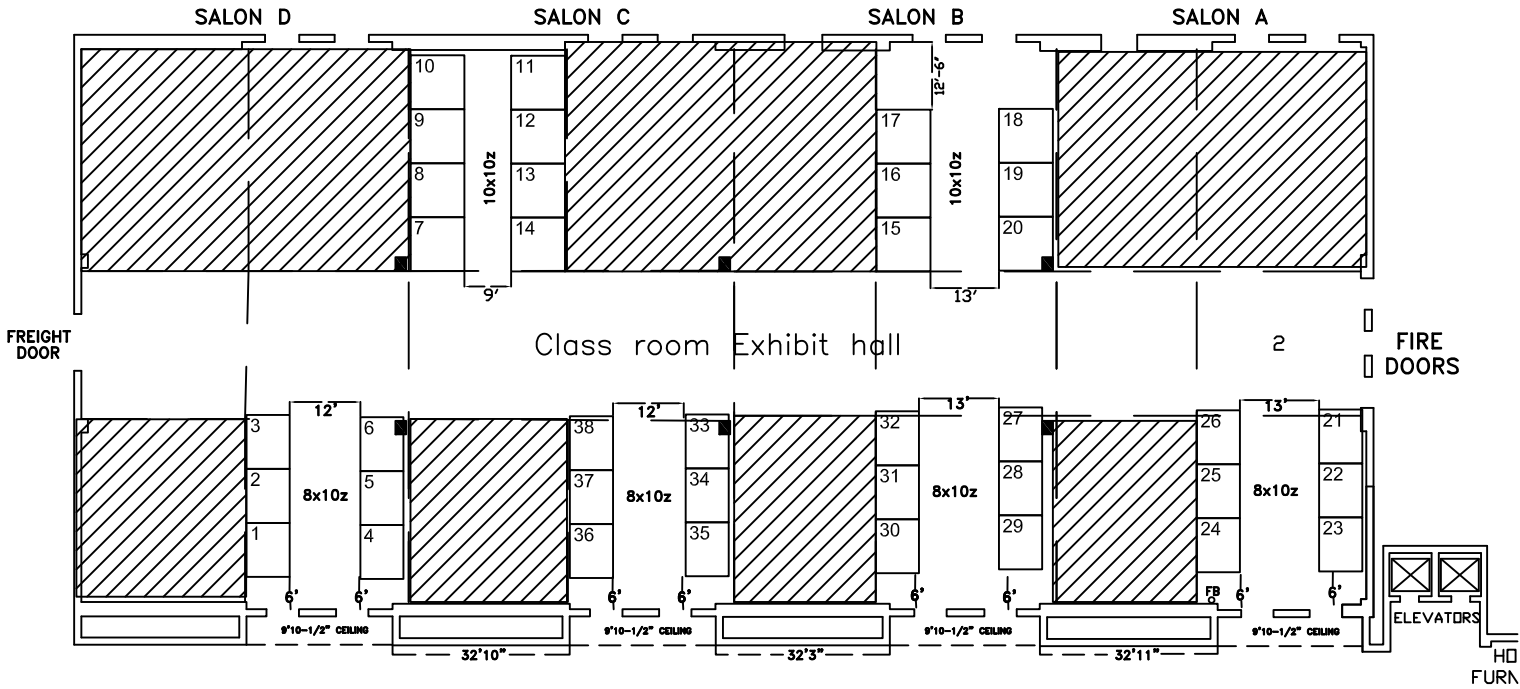 SALON D
SALON C
SALON B
SALON A
10
11
12'-6"
9
12
17
18
10x10z
10x10z
8
13
16
19
7
14
15
20
9'
13'
FREIGHT
DOOR
Class room Exhibit hall
2
FIRE
DOORS
12'
12'
13'
13'
3
6
38
33
32
27
26
21
2
5
37
34
31
28
25
22
8x10z
8x10z
8x10z
8x10z
1
4
36
35
30
29
24
23
6'
6'
6'
6'
6'
6'
FB
6'
6'
9'10-1/2" CEILING
9'10-1/2" CEILING
9'10-1/2" CEILING
9'10-1/2" CEILING
ELEVATORS
32'10"
32'3"
32'11"
HO
FURN